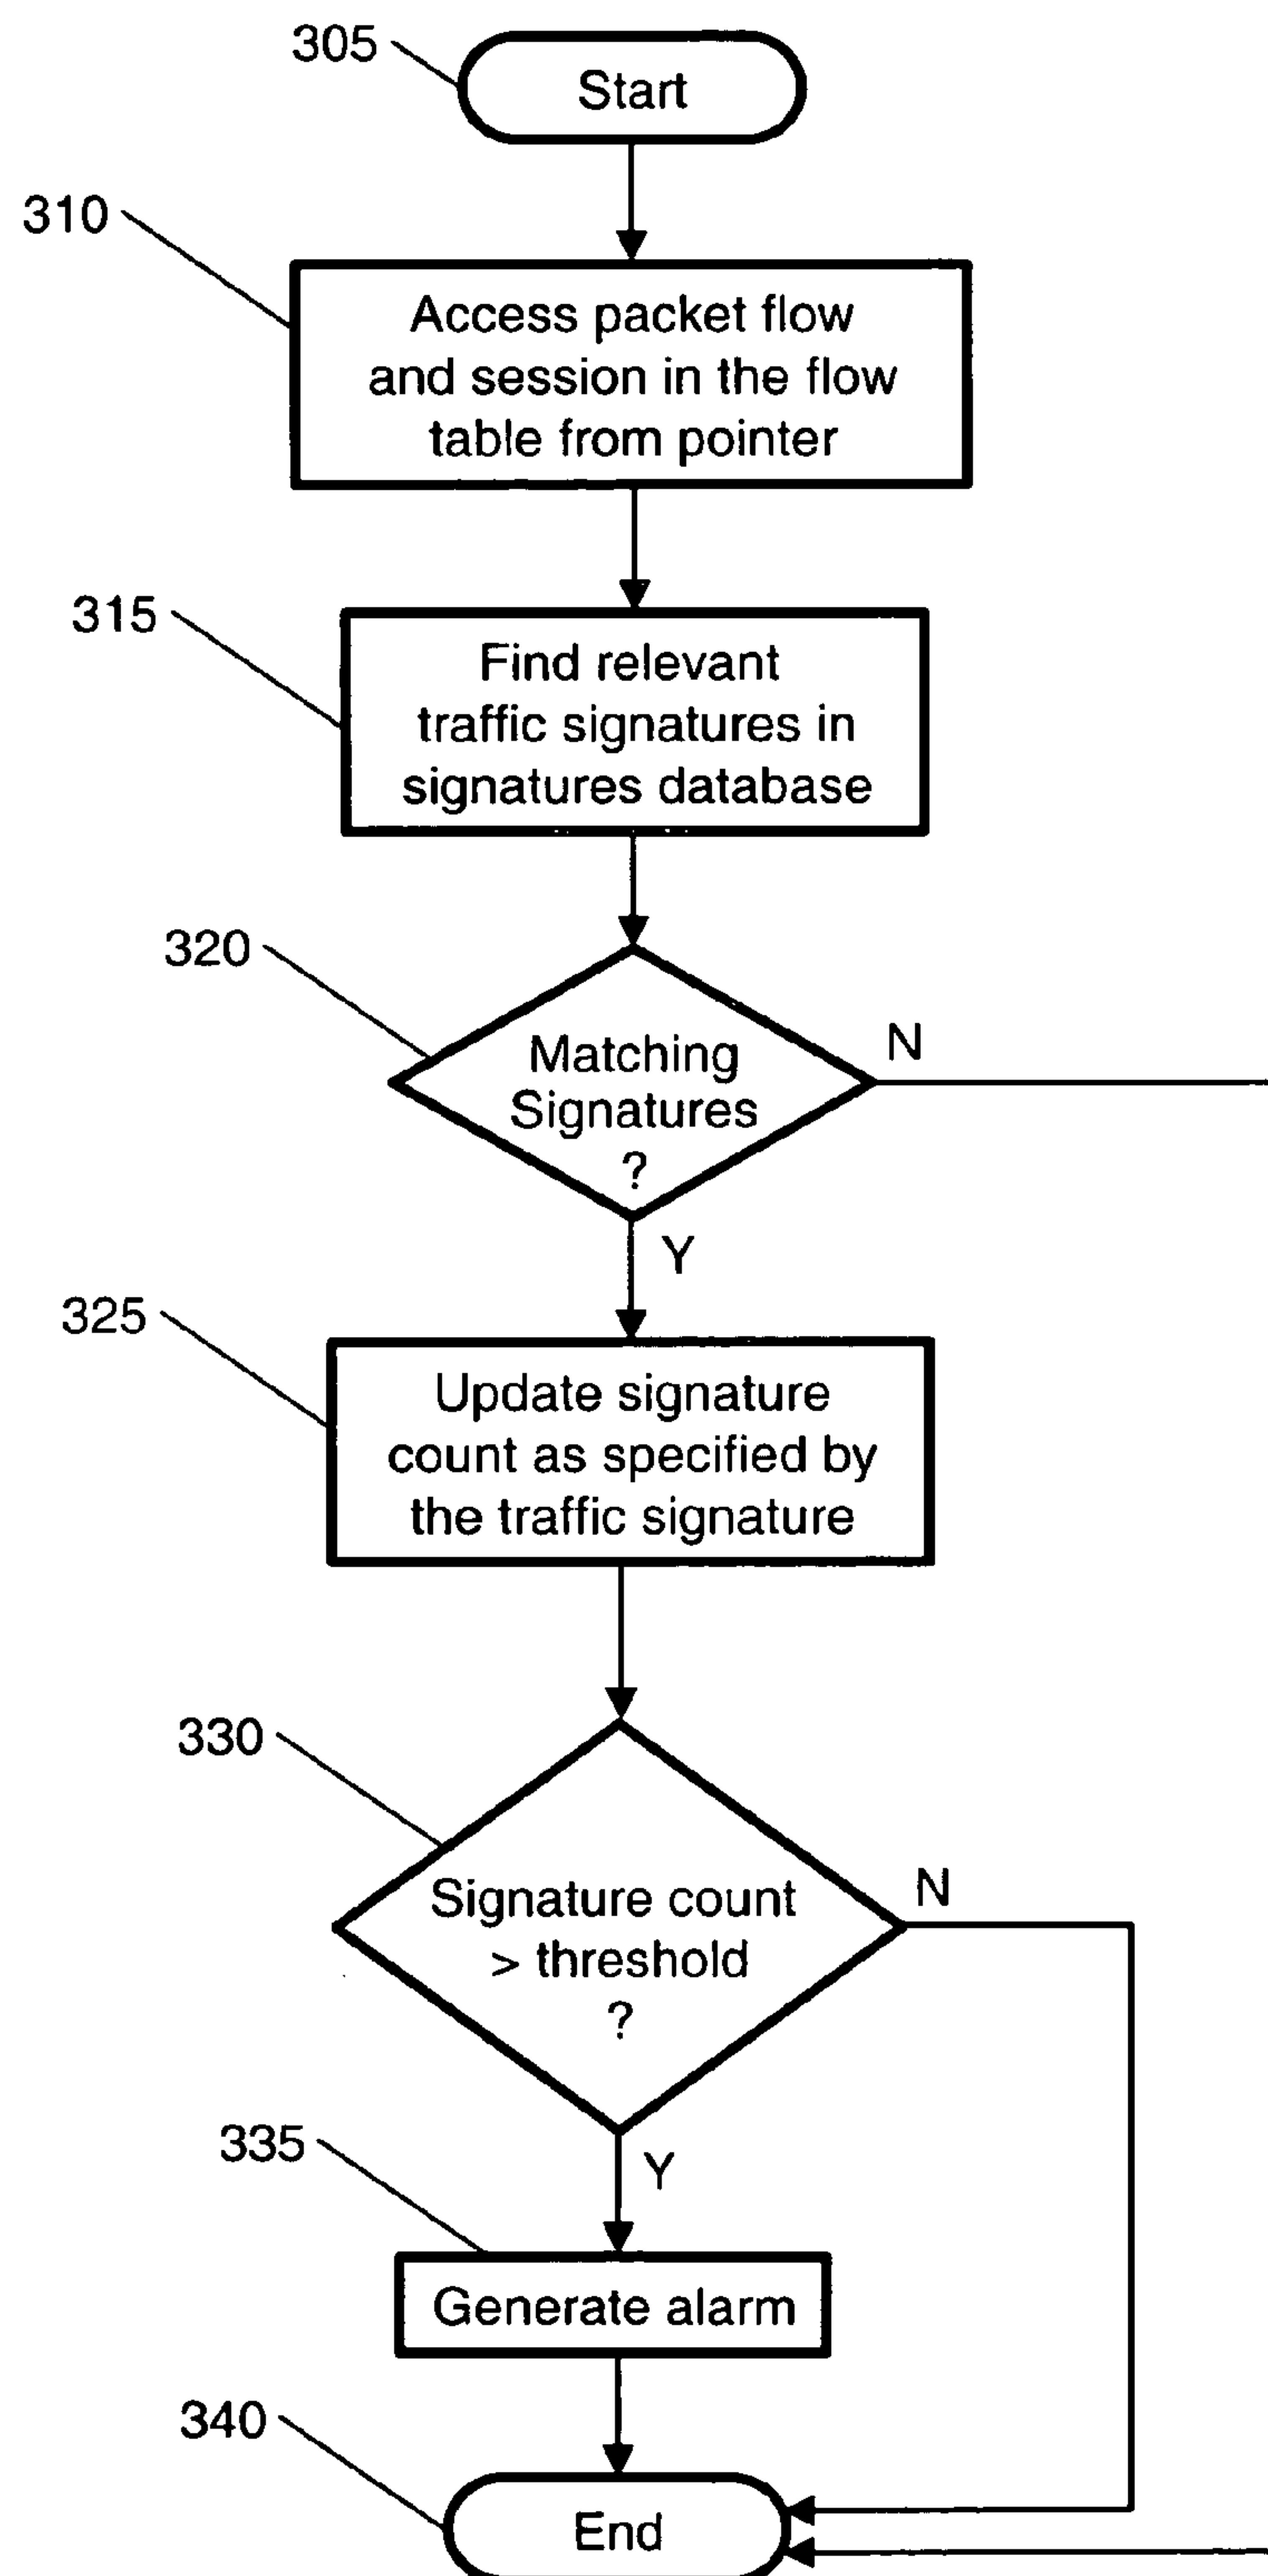 305
Start
310
Access packet flow
and session in the flow
table from pointer
315
Find relevant
traffic signatures in
signatures database
320
Matching
Signatures
?
N
Y
325
Update signature
count as specified by
the traffic signature
330
Signature count
> threshold
?
N
335
Y
Generate alarm
340
End